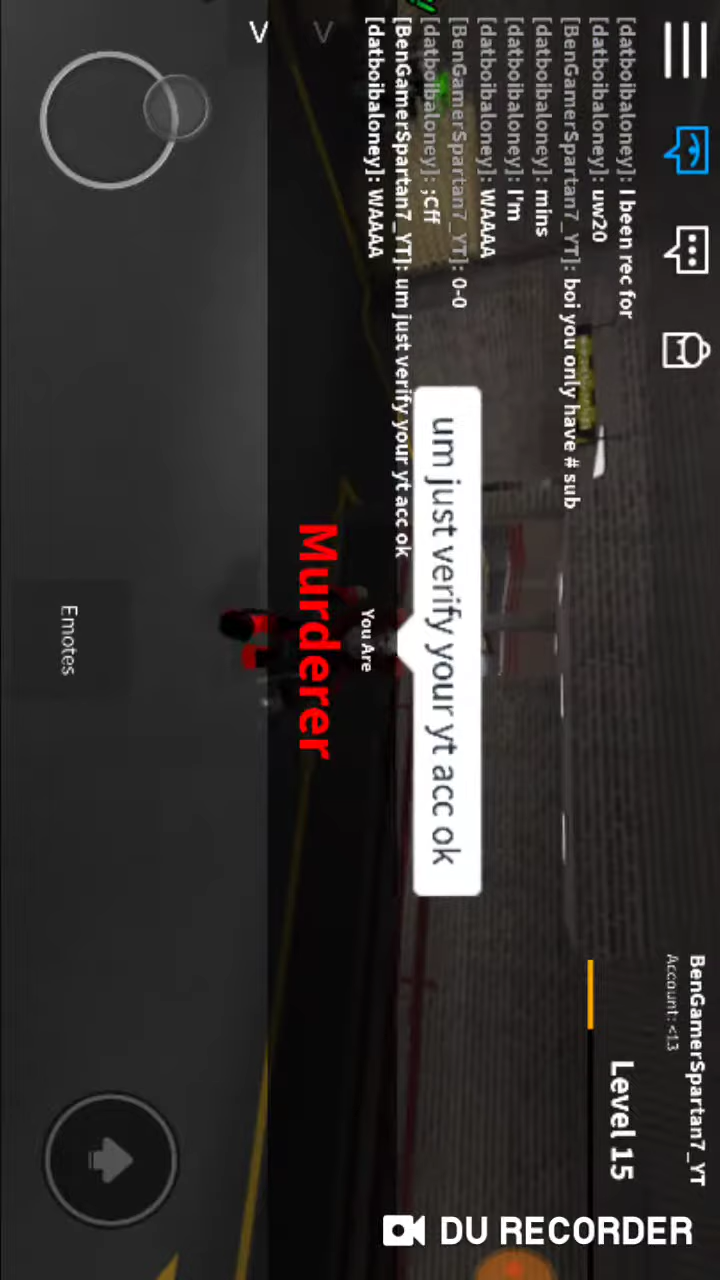 [datboibaloney]: I been rec for
[datboibaloney]: uw20
[BenGamerSpartan7_YT]: boi you only have # sub
[datboibaloney]: mins
[datboibaloney]: I'm
[datboibaloney]: WAAAA
[BenGamerSpartan7_YT]: 0-0
[datboibaloney]: ;Cff
[BenGamerSpartan7_YT]: um just verify your yt acc ok
[datboibaloney]: WAAAA
um just verify your yt acc ok
You Are
Murderer
Emotes
BenGamerSpartan7_YT
Account: <13
Level 15
DU RECORDER